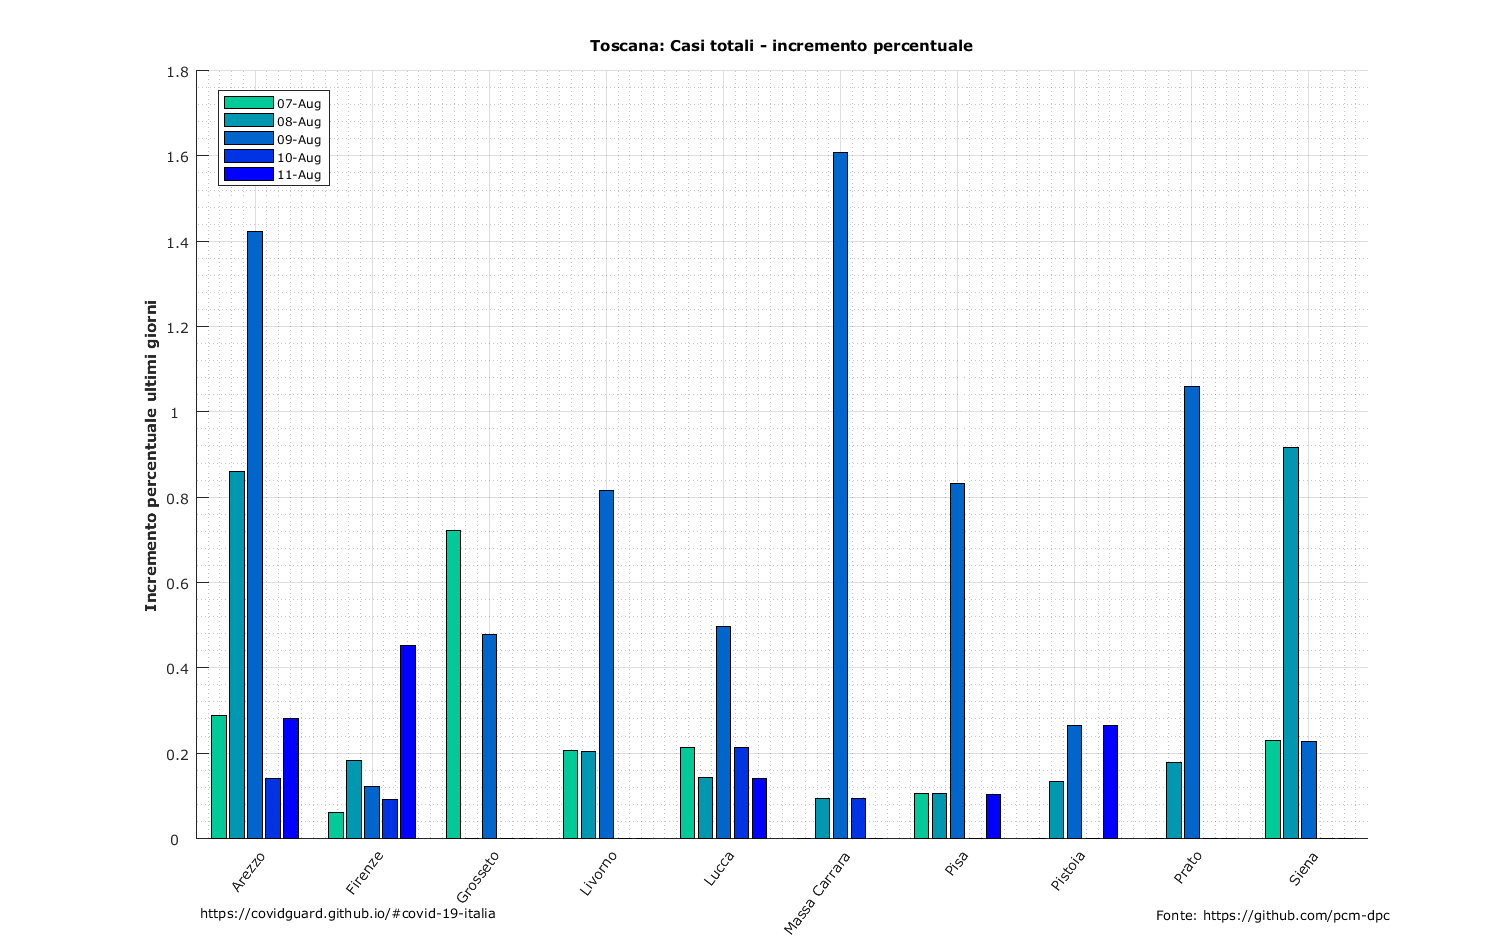 Toscana: Casi totali - incremento percentuale
1.8
1.6
1.4
1.2
1
0.8
0.6
0.4
0.2
0
Incremento percentuale ultimi giorni
07-Aug
08-Aug
09-Aug
10-Aug
11-Aug
Arezzo
Firenze
Grosseto
Livorno
Lucca
Massa Carrara
Pisa
Pistoia
Prato
Siena
https://covidguard.github.io/#covid-19-italia
Fonte: https://github.com/pcm-dpc